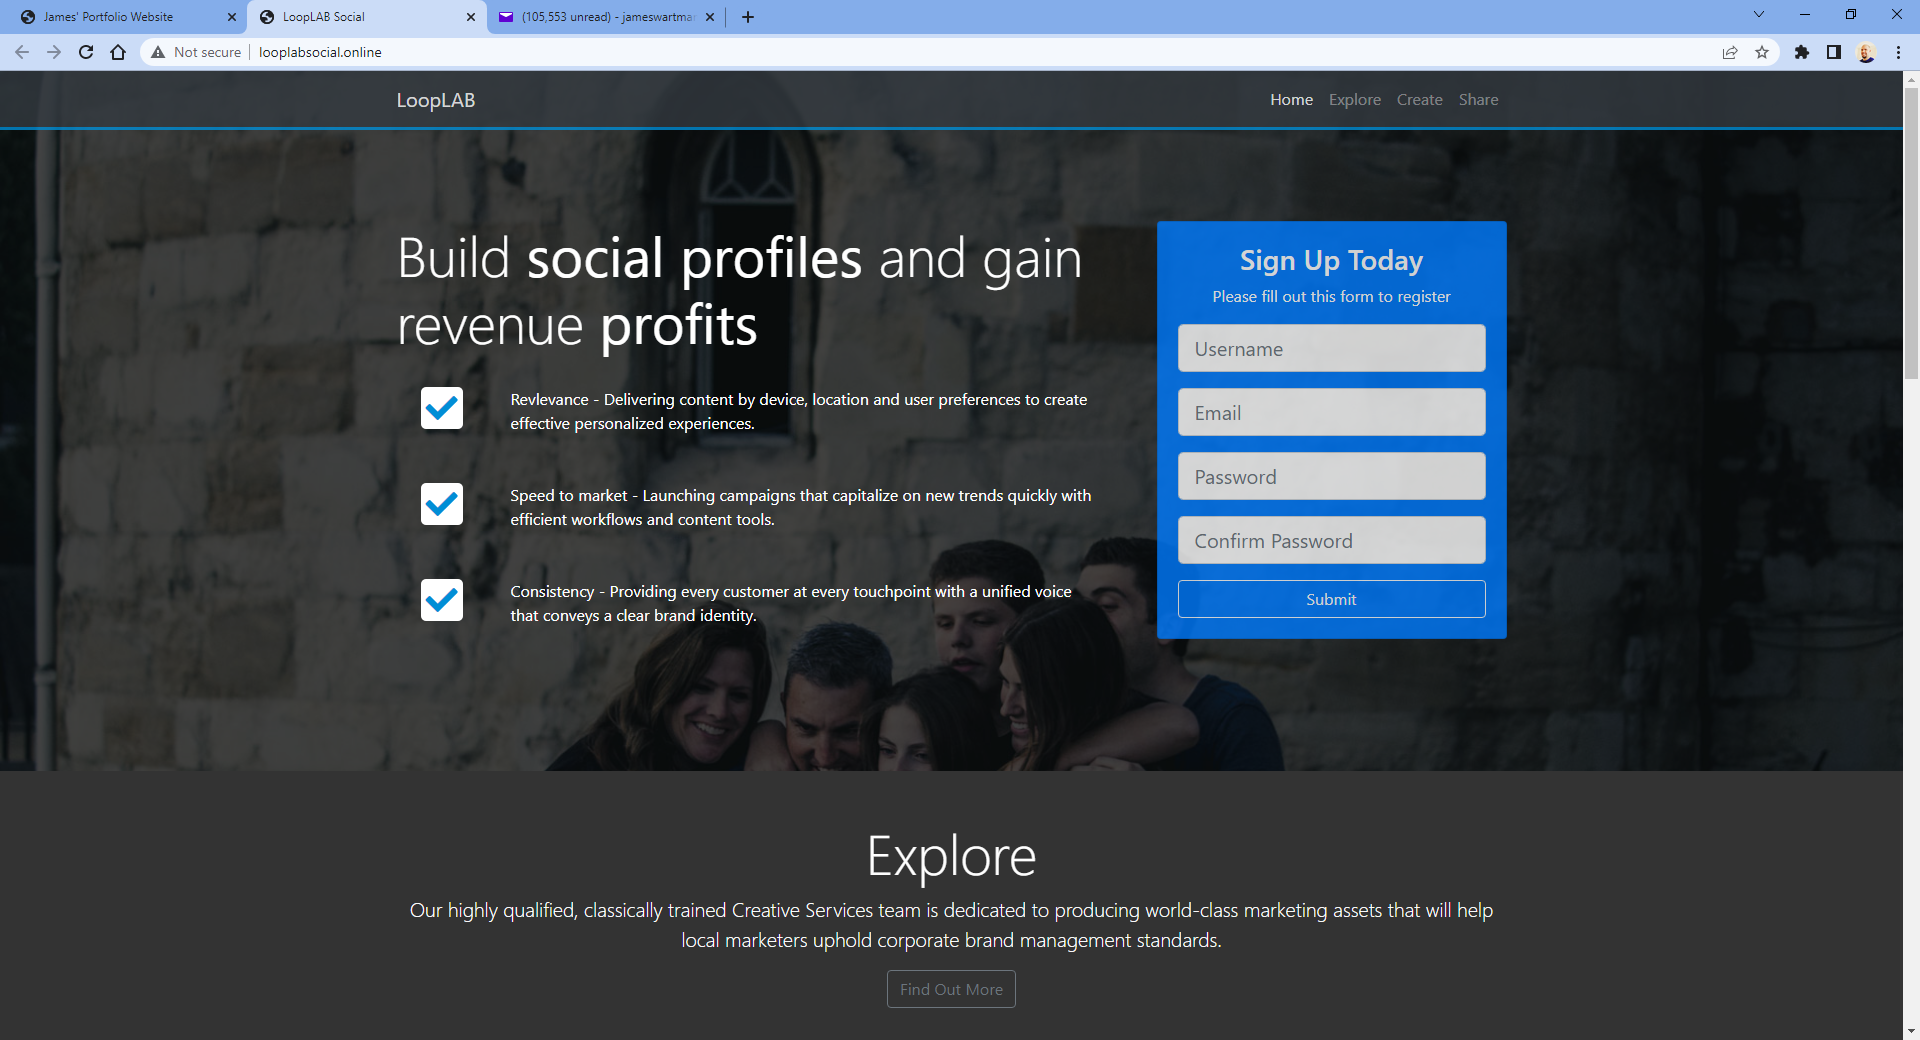 James' Portfolio Website
LoopLAB Social
(105,553 unread) - jameswartma
Not secure
looplabsocial.online
LoopLAB
Home Explore Create Share
Build social profiles and gain
revenue profits
Revlevance - Delivering content by device, location and user preferences to create
effective personalized experiences.
Speed to market - Launching campaigns that capitalize on new trends quickly with
efficient workflows and content tools.
Consistency - Providing every customer at every touchpoint with a unified voice
that conveys a clear brand identity.
Sign Up Today
Please fill out this form to register
Username
Email
Password
Confirm Password
Submit
Explore
Our highly qualified, classically trained Creative Services team is dedicated to producing world-class marketing assets that will help
local marketers uphold corporate brand management standards.
Find Out More